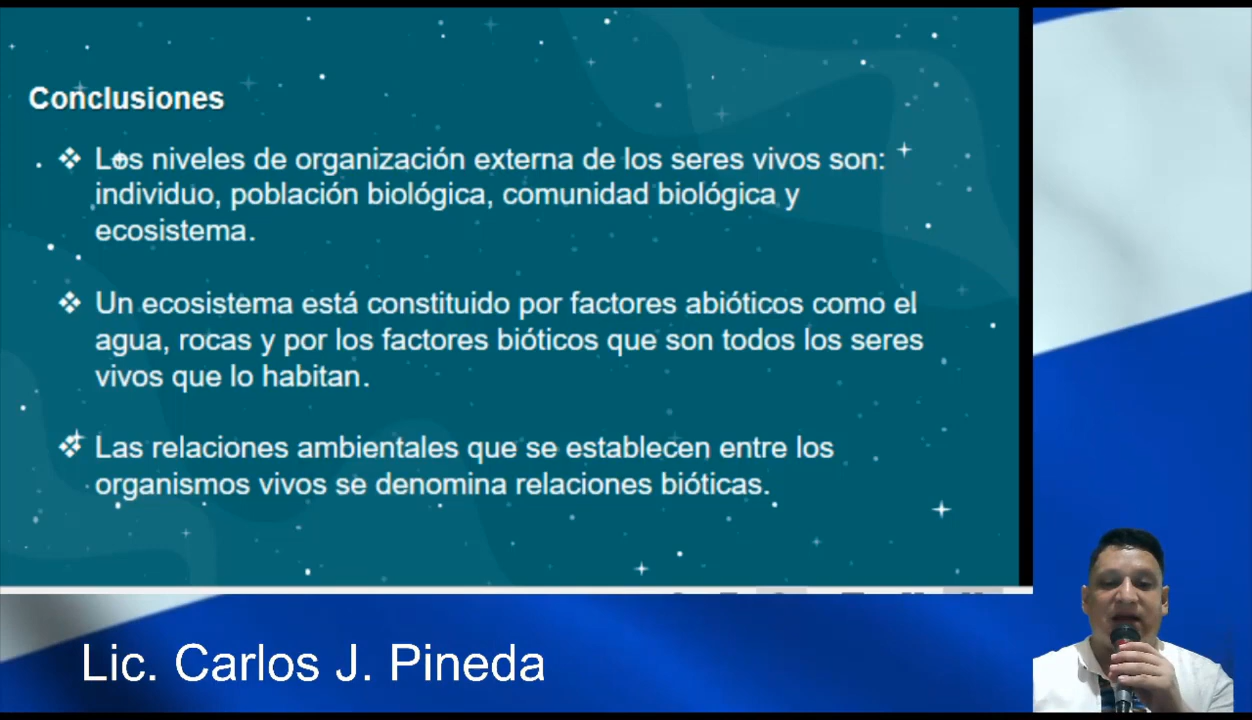 Conclusiones
❖ Los niveles de organización externa de los seres vivos son:
individuo, población biológica, comunidad biológica y
ecosistema.
❖ Un ecosistema está constituido por factores abióticos como el
agua, rocas y por los factores bióticos que son todos los seres
vivos que lo habitan.
❖ Las relaciones ambientales que se establecen entre los
organismos vivos se denomina relaciones bióticas.
Lic. Carlos J. Pineda